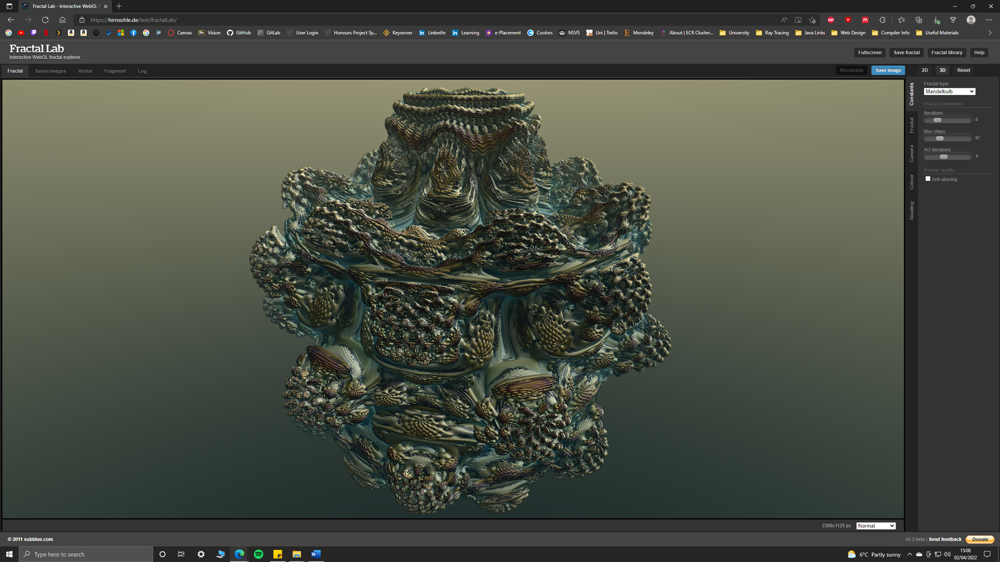 Fractal Lab - Interactive WebGL F
https://hirnsohle.de/test/fractalLab/
ABP
Canvas
Bb Vision
GitHub
GitLab
User Login
Honours Project Sy...
Keyserver
LinkedIn
Learning
e-Placement
Coolors
NSVS
Uni | Trello
Mendeley
About | ECR Cluster...
University
Ray Tracing
Java Links
Web Design
Compiler Info
Useful Materials
Fractal Lab
Interactive WebGL fractal explorer.
Fullscreen
Save fractal
Fractal library
Help
Fractal
Saved images
Vertex
Fragment
Log
Recompile
Save image
2D
3D
Reset
Constants
Fractal
Camera
Colour
Shading
Fractal type
Mandelbulb
Fractal parameters
Iterations
8
Max steps
97
AO iterations
4
Render quality
Anti-aliasing
2308x1125 px
Normal
© 2011 subblue.com
v0.3 beta | Send feedback
Donate
Type here to search
6°C Partly sunny
15:08
02/04/2022